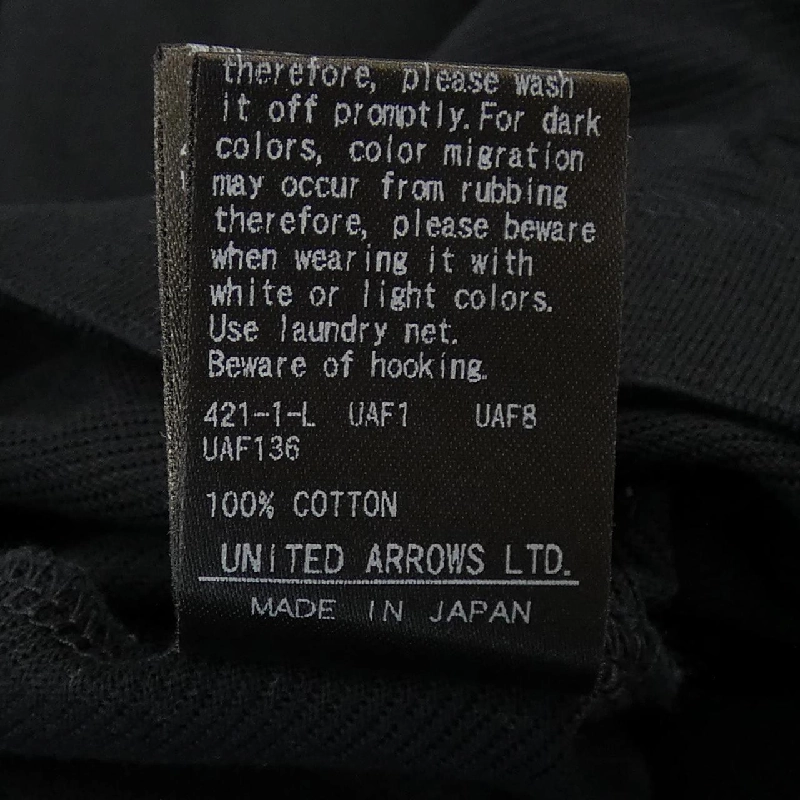 therefore, please wash
it off promptly.For dark
colors, color migration
may occur from rubbing
therefore, please beware
when wearing it with
white or light colors.
Use laundry net.
Beware of hooking.
421-1-L UAF1 UAF8
UAF136
100% COTTON
UNITED ARROWS LTD.
MADE IN JAPAN